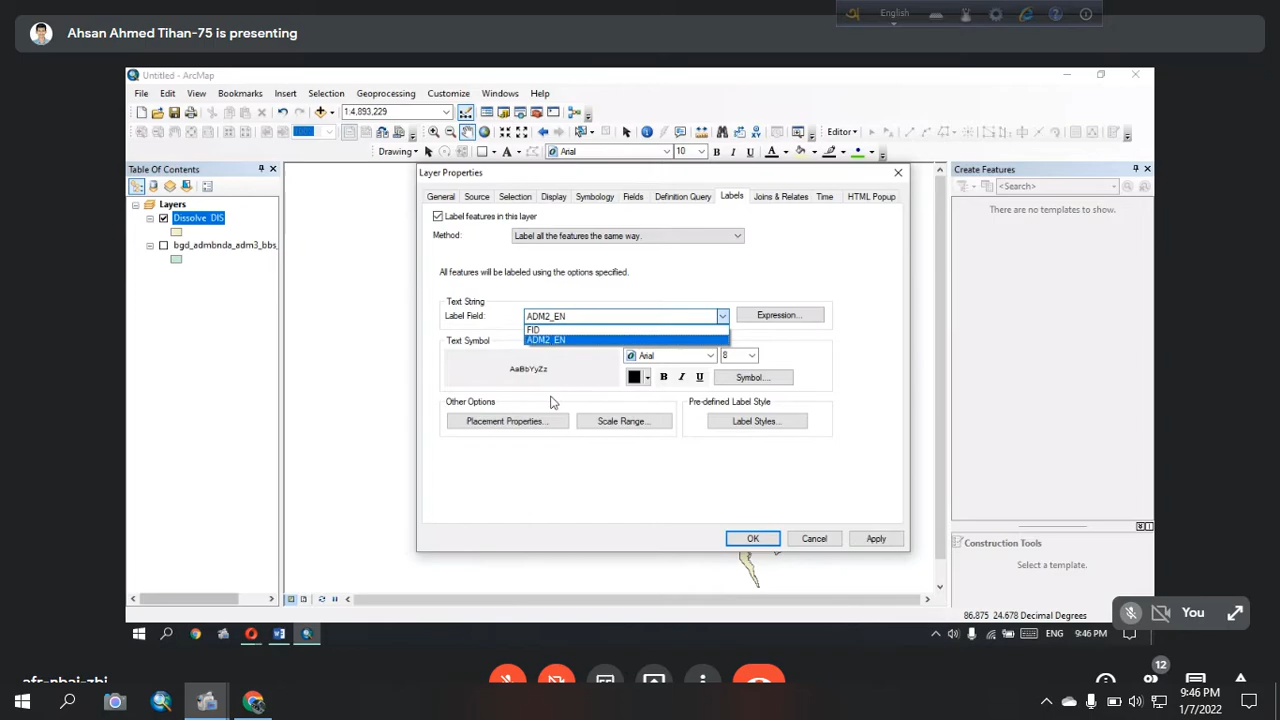 English
Ahsan Ahmed Tihan-75 is presenting
Untitled - ArcMap
File Edit View Bookmarks Insert Selection Geoprocessing Customize Windows Help
1:4,893,229
Editor
Drawing Arial 10 B I U A
Table Of Contents
Layers
Dissolve_DIS
bgd_admbnda_adm3_bbs_
Layer Properties
General Source Selection Display Symbology Fields Definition Query Labels Joins & Relates Time HTML Popup
Label features in this layer
Method: Label all the features the same way.
All features will be labeled using the options specified.
Text String
Label Field: ADM2_EN Expression...
FID
ADM2_EN
Text Symbol
AaBbYyZz
Arial 8
B I U Symbol...
Other Options
Placement Properties... Scale Range...
Pre-defined Label Style
Label Styles...
OK Cancel Apply
Create Features
<Search>
There are no templates to show.
Construction Tools
Select a template.
86.875 24.678 Decimal Degrees
You
ENG 9:46 PM
12
9:46 PM
1/7/2022